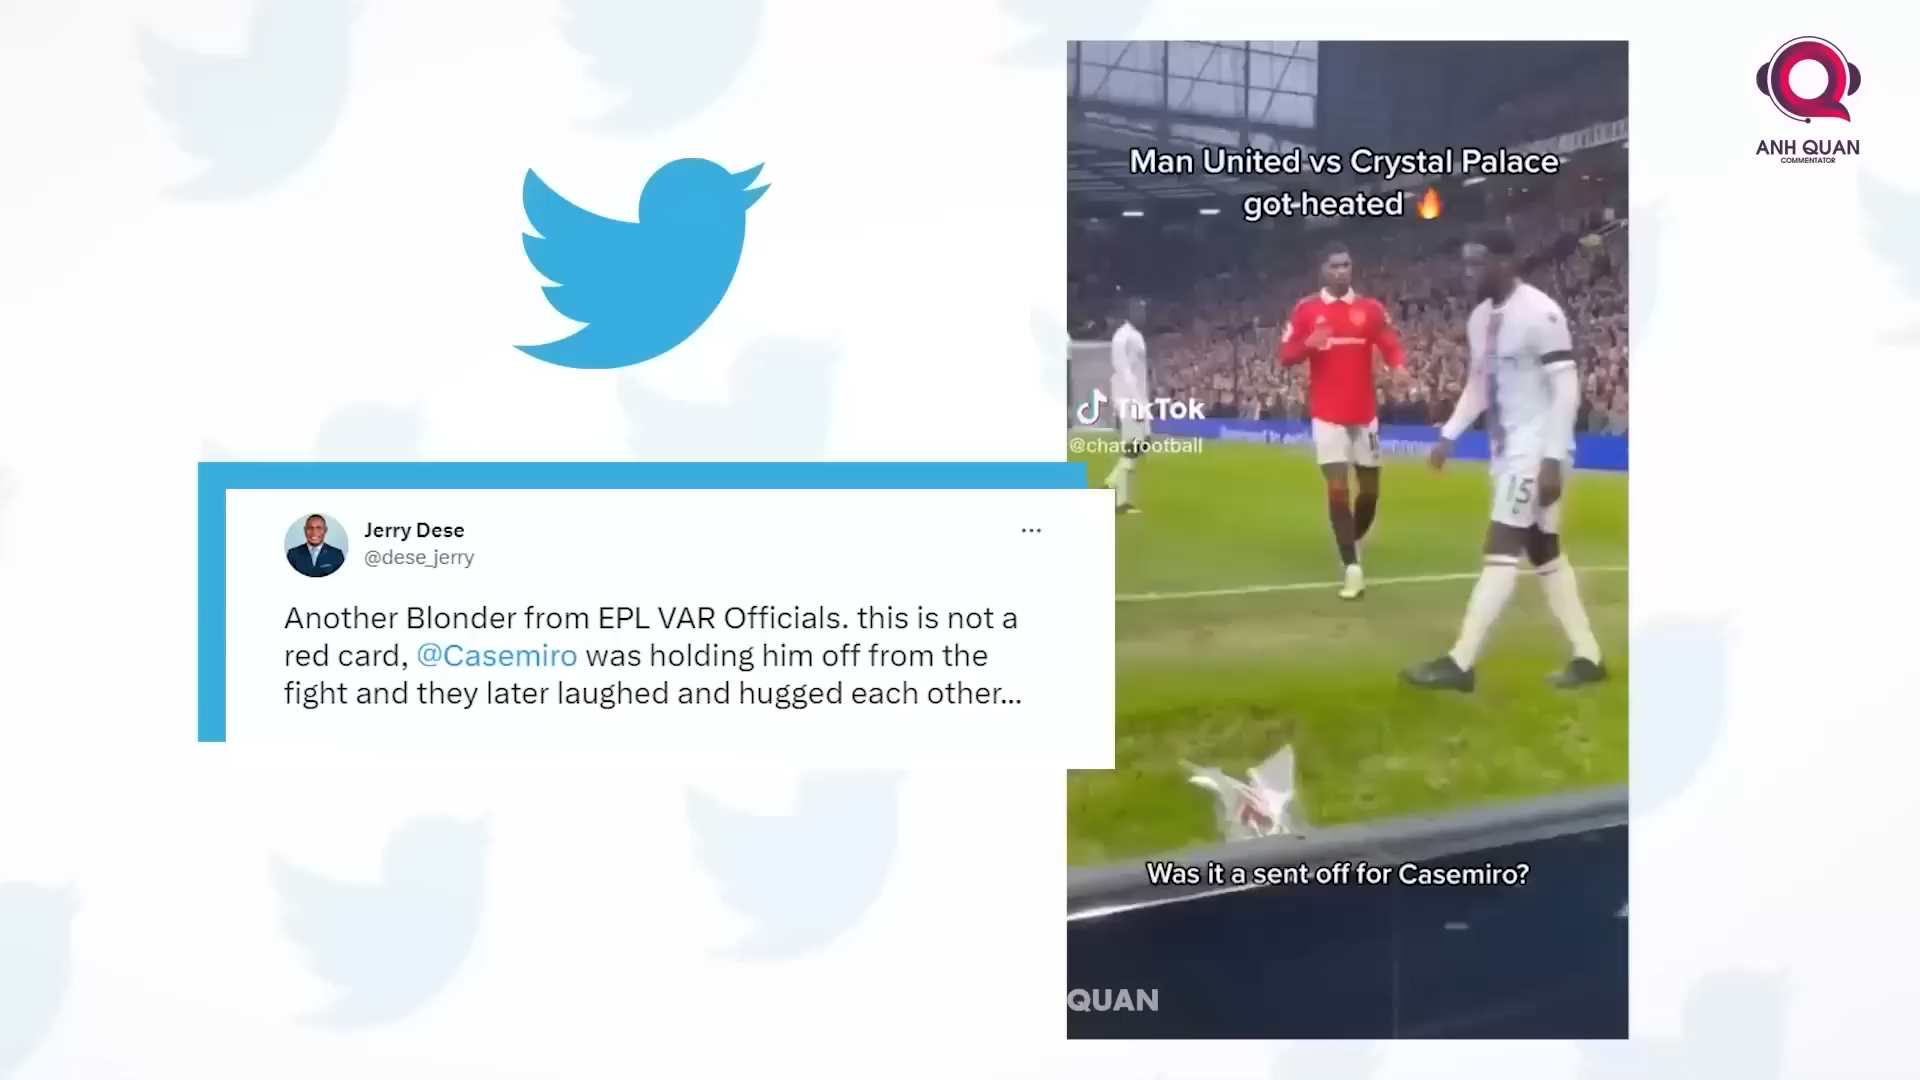 ANH QUAN
COMMENTATOR
Man United vs Crystal Palace
got heated 🔥
TikTok
@chat.football
15
Jerry Dese
@dese_jerry
...
Another Blonder from EPL VAR Officials. this is not a
red card, @Casemiro was holding him off from the
fight and they later laughed and hugged each other...
Was it a sent off for Casemiro?
QUAN